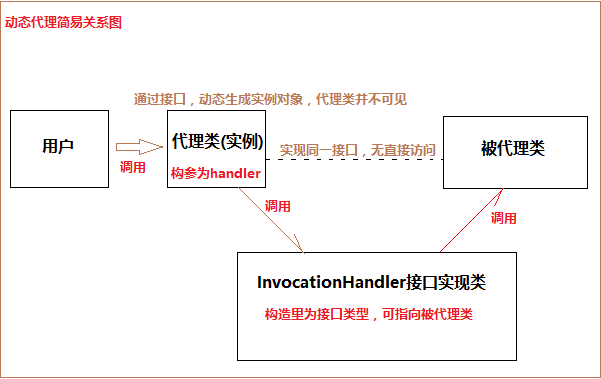 动态代理简易关系图
通过接口，动态生成实例对象，代理类并不可见
用户
调用
代理类(实例)
构参为handler
实现同一接口，无直接访问
被代理类
调用
调用
InvocationHandler接口实现类
构造里为接口类型，可指向被代理类